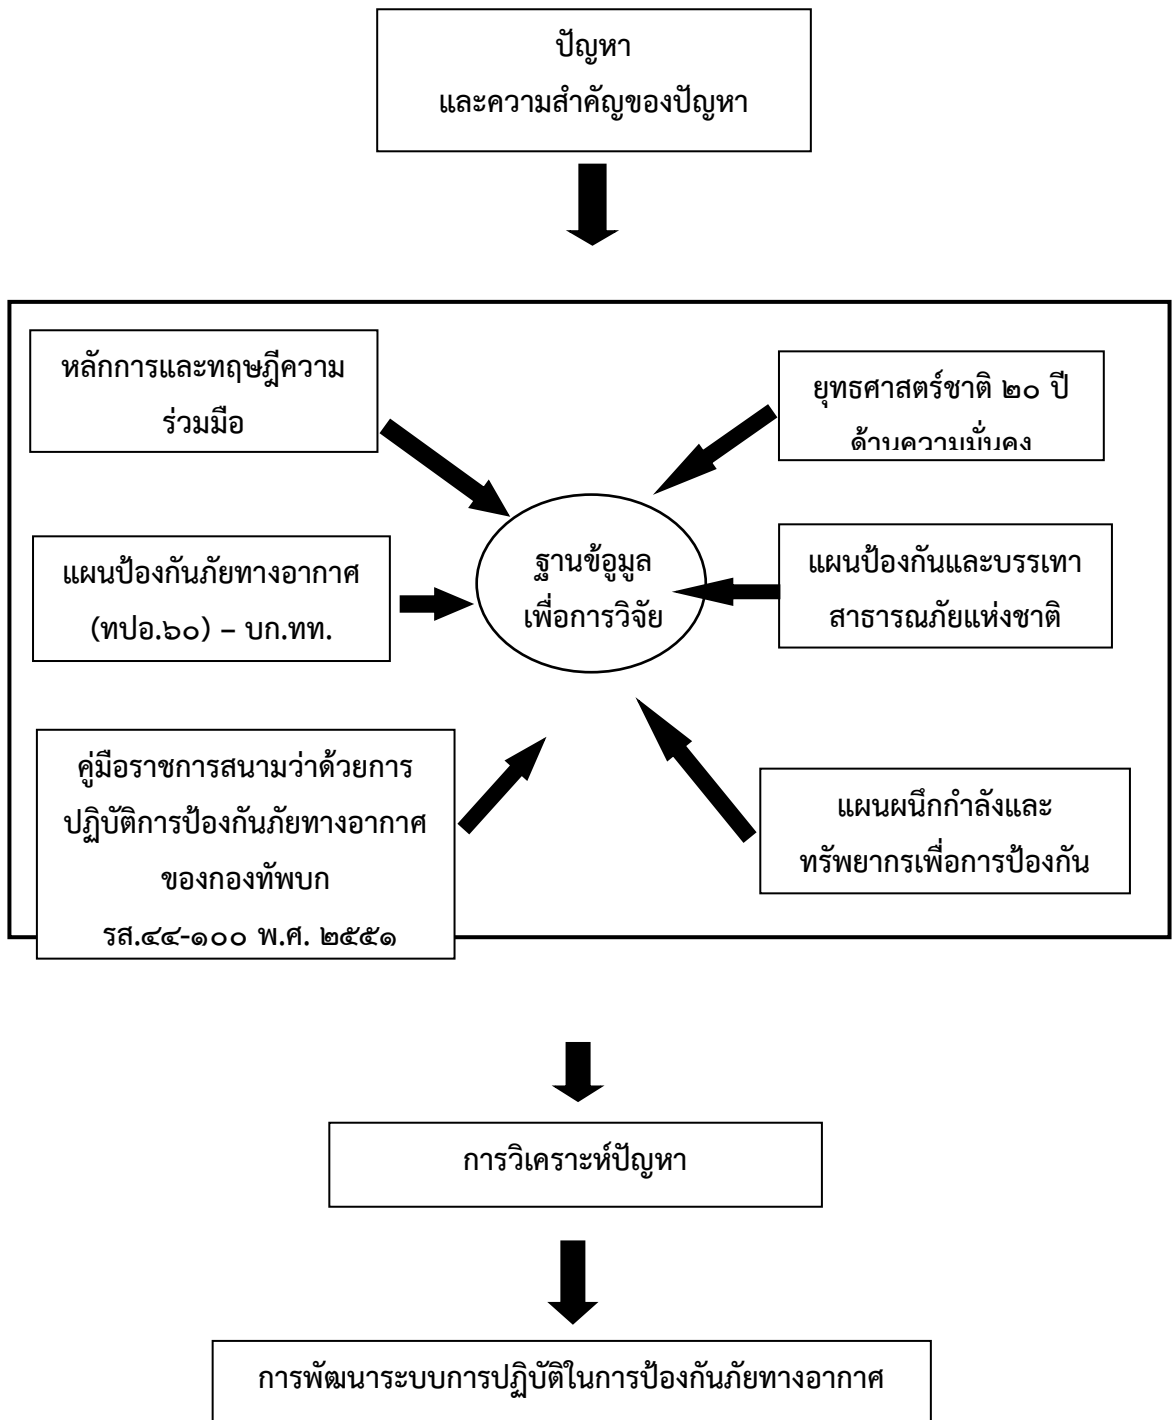 ปัญหา
และความสำคัญของปัญหา
หลักการและทฤษฎีความ
ร่วมมือ
ยุทธศาสตร์ชาติ ๒๐ ปี
ด้านความมั่นคง
ฐานข้อูมูล
เพื่อการวิจัย
แผนป้องกันภัยทางอากาศ
(ทปอ.๖๐) – บก.ทท.
แผนป้องกันและบรรเทา
สาธารณภัยแห่งชาติ
คู่มือราชการสนามว่าด้วยการ
ปฏิบัติการป้องกันภัยทางอากาศ
ของกองทัพบก
รส.๔๔-๑๐๐ พ.ศ. ๒๕๕๑
แผนผนึกกำลังและ
ทรัพยากรเพื่อการป้องกัน
การวิเคราะห์ปัญหา
การพัฒนาระบบการปฏิบัติในการป้องกันภัยทางอากาศ